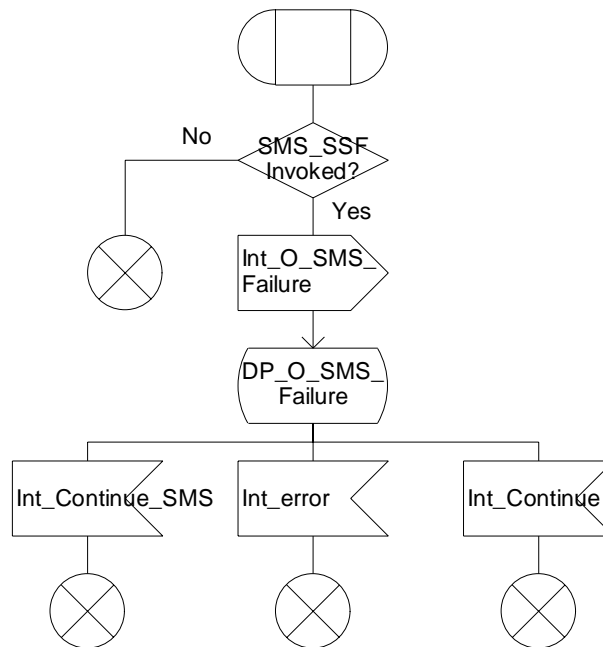 No
SMS_SSF
Invoked?
Yes
Int_O_SMS_
Failure
DP_O_SMS_
Failure
Int_Continue_SMS
Int_error
Int_Continue